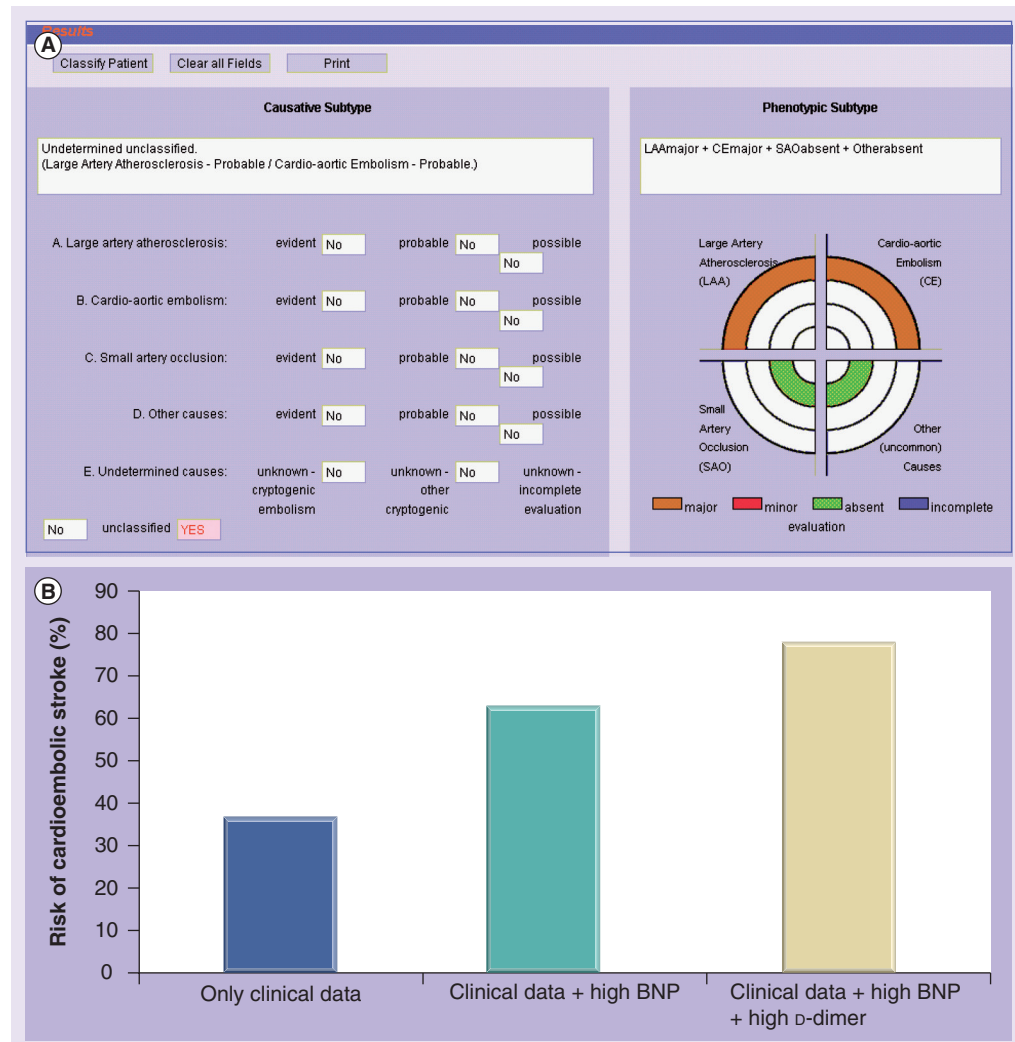 Results
A
Classify Patient Clear all Fields Print
Causative Subtype
Undetermined unclassified.
(Large Artery Atherosclerosis - Probable / Cardio-aortic Embolism - Probable.)
A. Large artery atherosclerosis: evident No probable No possible
No
B. Cardio-aortic embolism: evident No probable No possible
No
C. Small artery occlusion: evident No probable No possible
No
D. Other causes: evident No probable No possible
No
E. Undetermined causes: unknown - No unknown - No unknown -
cryptogenic other incomplete
embolism cryptogenic evaluation
No unclassified YES
Phenotypic Subtype
LAAmajor + CEmajor + SAOabsent + Otherabsent
Large Artery
Atherosclerosis
(LAA)
Cardio-aortic
Embolism
(CE)
Small
Artery
Occlusion
(SAO)
Other
(uncommon)
Causes
major minor absent incomplete
evaluation
B
Risk of cardioembolic stroke (%)
90
80
70
60
50
40
30
20
10
0
Only clinical data
Clinical data + high BNP
Clinical data + high BNP
+ high D-dimer